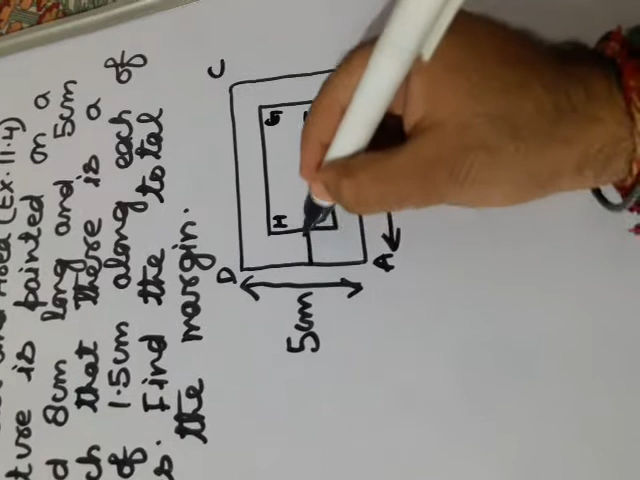 (Ex. 11.4)
ture is painted on a
d 8cm long and 5cm
ch that there is a
of 1.5cm along each of
s. Find the total
the margin.
C
G
H
D
A
5cm